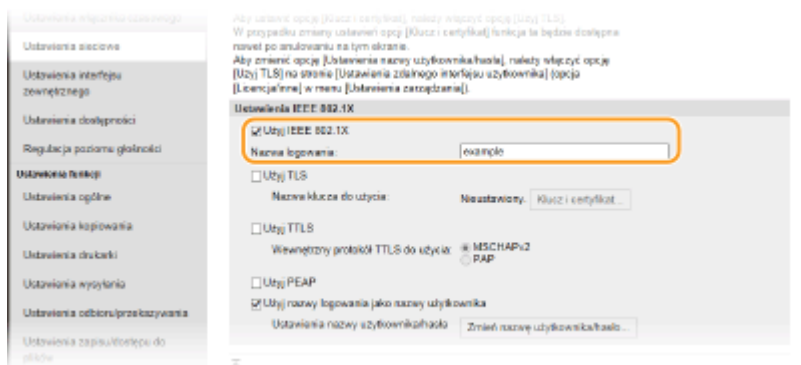 Ustawienia włącznika czasowego
Ustawienia sieciowe
Ustawienia interfejsu
zewnętrznego
Ustawienia dostępności
Regulacja poziomu głośności
Ustawienia funkcji
Ustawienia ogólne
Ustawienia kopiowania
Ustawienia drukarki
Ustawienia wysyłania
Ustawienia odbioru/przekazywania
Ustawienia zapisu/dostępu do
plików
Aby ustawić opcję [Klucz i certyfikat], należy włączyć opcję [Użyj TLS].
W przypadku zmiany ustawień opcji [Klucz i certyfikat] funkcja ta będzie dostępna
nawet po anulowaniu na tym ekranie.
Aby zmienić opcję [Ustawienia nazwy użytkownika/hasła], należy włączyć opcję
[Użyj TLS] na stronie [Ustawienia zdalnego interfejsu użytkownika] (opcja
[Licencja/Inne] w menu [Ustawienia zarządzania]).
Ustawienia IEEE 802.1X
Użyj IEEE 802.1X
Nazwa logowania: example
Użyj TLS
Nazwa klucza do użycia: Nieustawiony. Klucz i certyfikat...
Użyj TTLS
Wewnętrzny protokół TTLS do użycia: MSCHAPv2
PAP
Użyj PEAP
Użyj nazwy logowania jako nazwy użytkownika
Ustawienia nazwy użytkownika/hasła Zmień nazwę użytkownika/hasło...